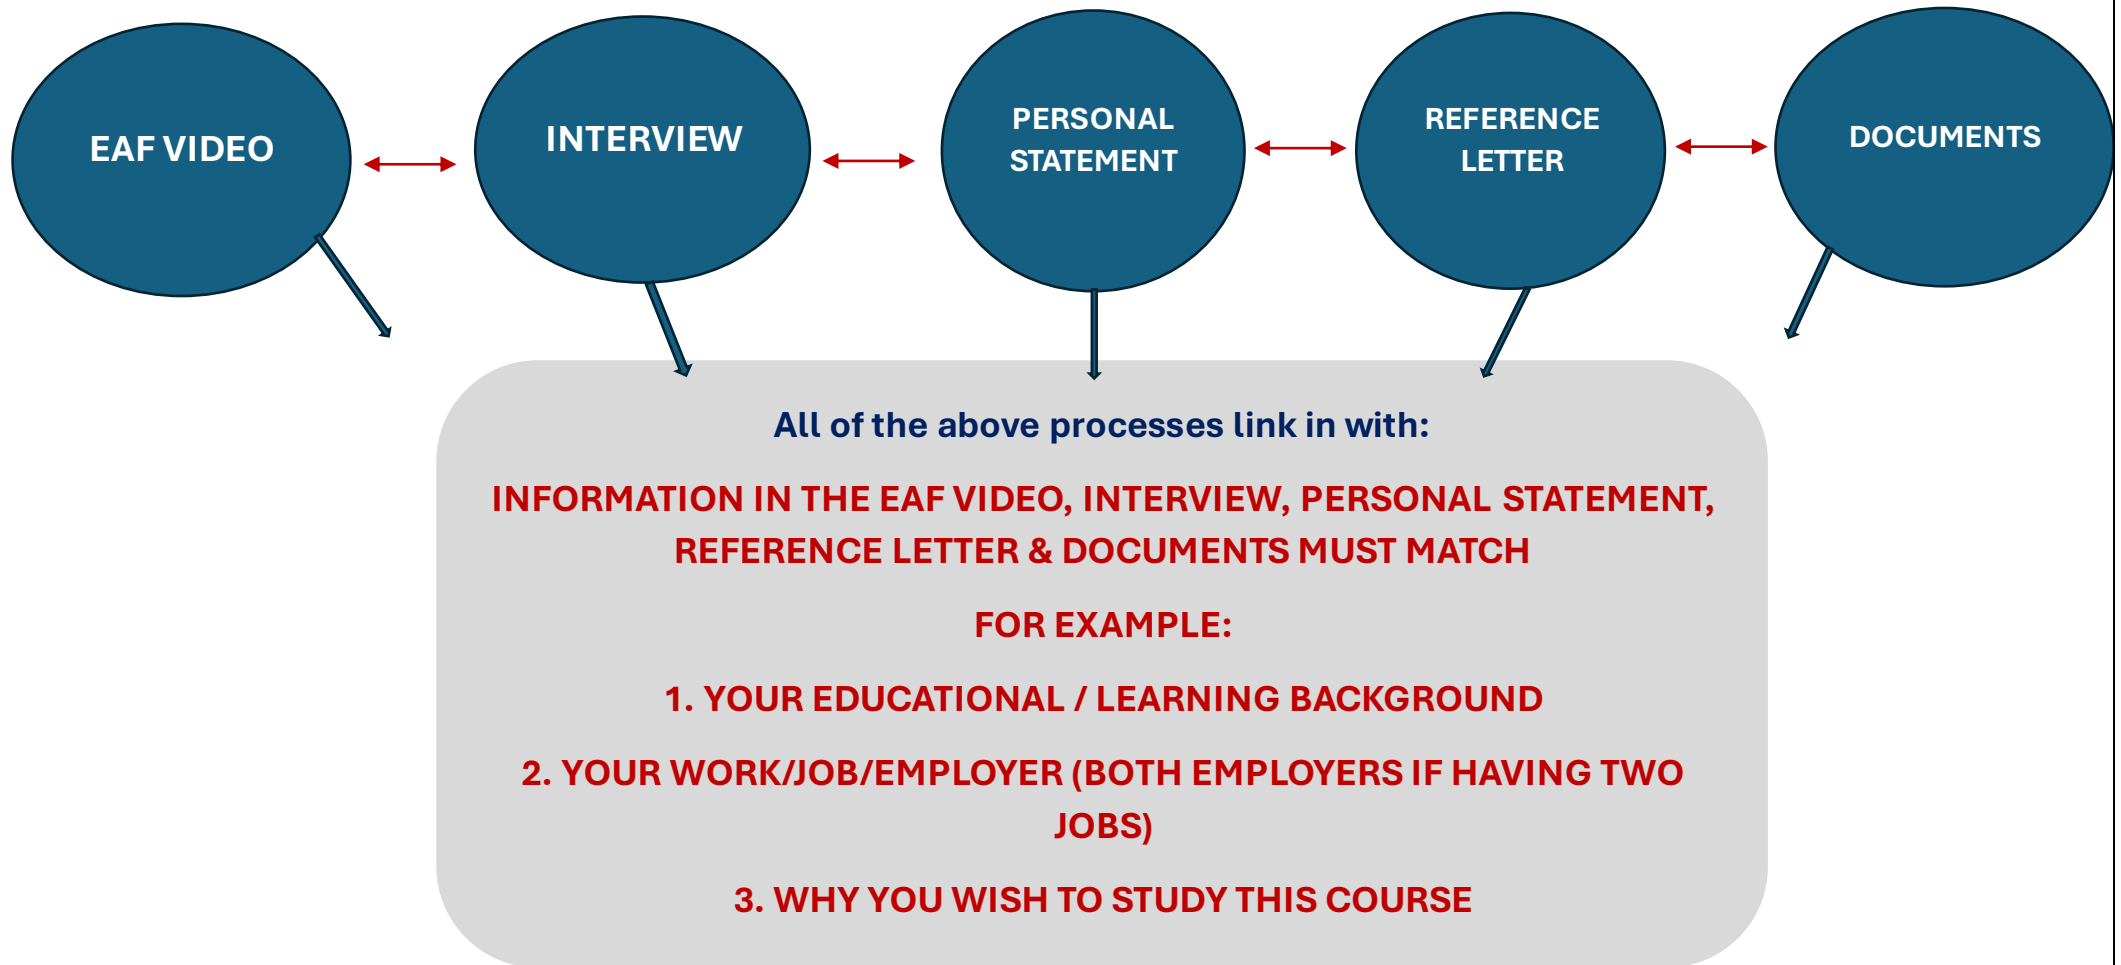 EAF VIDEO
INTERVIEW
PERSONAL
STATEMENT
REFERENCE
LETTER
DOCUMENTS
All of the above processes link in with:
INFORMATION IN THE EAF VIDEO, INTERVIEW, PERSONAL STATEMENT,
REFERENCE LETTER & DOCUMENTS MUST MATCH
FOR EXAMPLE:
1. YOUR EDUCATIONAL / LEARNING BACKGROUND
2. YOUR WORK/JOB/EMPLOYER (BOTH EMPLOYERS IF HAVING TWO
JOBS)
3. WHY YOU WISH TO STUDY THIS COURSE